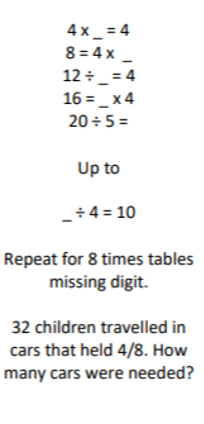 4 x _ = 4
8 = 4 x _
12 ÷ _ = 4
16 = _ x 4
20 ÷ 5 =
Up to
_ ÷ 4 = 10
Repeat for 8 times tables
missing digit.
32 children travelled in
cars that held 4/8. How
many cars were needed?